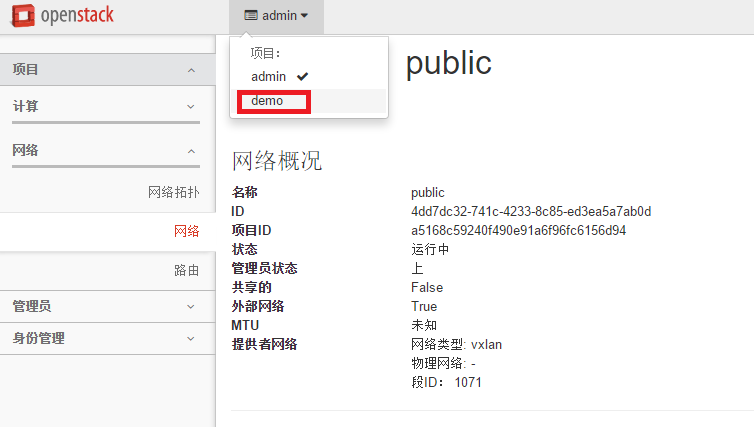 openstack
admin
项目:
admin
demo
public
项目
计算
网络
网络拓扑
网络
路由
管理员
身份管理
网络概况
名称 public
ID 4dd7dc32-741c-4233-8c85-ed3ea5a7ab0d
项目ID a5168c59240f490e91a6f96fc6156d94
状态 运行中
管理员状态 上
共享的 False
外部网络 True
MTU 未知
提供者网络 网络类型: vxlan
物理网络: -
段ID: 1071